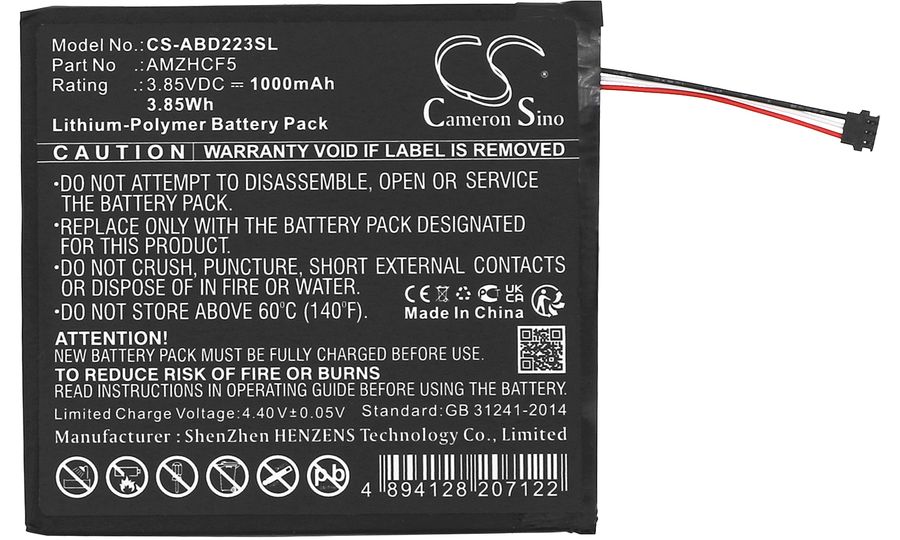 Model No.: CS-ABD223SL
Part No .: AMZHCF5
Rating .: 3.85VDC ⎓ 1000mAh
3.85Wh
Lithium-Polymer Battery Pack
CS
Cameron Sino
CAUTION WARRANTY VOID IF LABEL IS REMOVED
•DO NOT ATTEMPT TO DISASSEMBLE, OPEN OR SERVICE
THE BATTERY PACK.
•REPLACE ONLY WITH THE BATTERY PACK DESIGNATED
FOR THIS PRODUCT.
•DO NOT CRUSH, PUNCTURE, SHORT EXTERNAL CONTACTS
OR DISPOSE OF IN FIRE OR WATER.
•DO NOT STORE ABOVE 60°C (140°F).
CE UKCA
Made In China
ATTENTION!
NEW BATTERY PACK MUST BE FULLY CHARGED BEFORE USE.
TO REDUCE RISK OF FIRE OR BURNS
READ INSTRUCTIONS IN OPERATING GUIDE BEFORE BATTERY USE.
Limited Charge Voltage:4.40V±0.05V Standard:GB 31241-2014
Manufacturer : ShenZhen HENZENS Technology Co., Limited
Pb
4 894128 207122